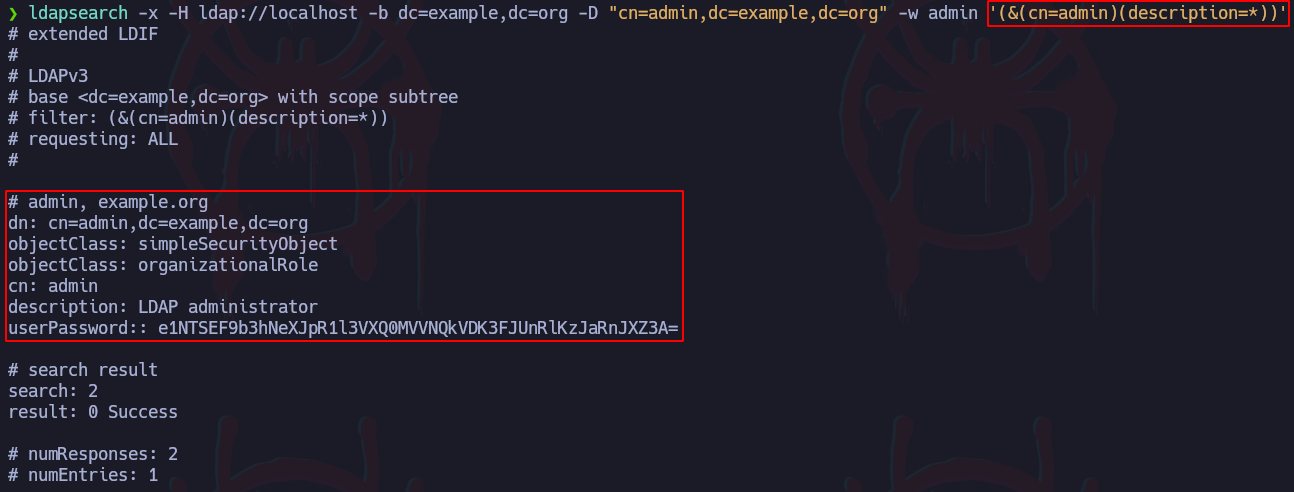 ❯ ldapsearch -x -H ldap://localhost -b dc=example,dc=org -D "cn=admin,dc=example,dc=org" -w admin '(&(cn=admin)(description=*))'
# extended LDIF
#
# LDAPv3
# base <dc=example,dc=org> with scope subtree
# filter: (&(cn=admin)(description=*))
# requesting: ALL
#

# admin, example.org
dn: cn=admin,dc=example,dc=org
objectClass: simpleSecurityObject
objectClass: organizationalRole
cn: admin
description: LDAP administrator
userPassword:: e1NTSEF9b3hNeXJpR1l3VXQ0MVVNQkVDK3FJUnRlKzJaRnJXZ3A=

# search result
search: 2
result: 0 Success

# numResponses: 2
# numEntries: 1